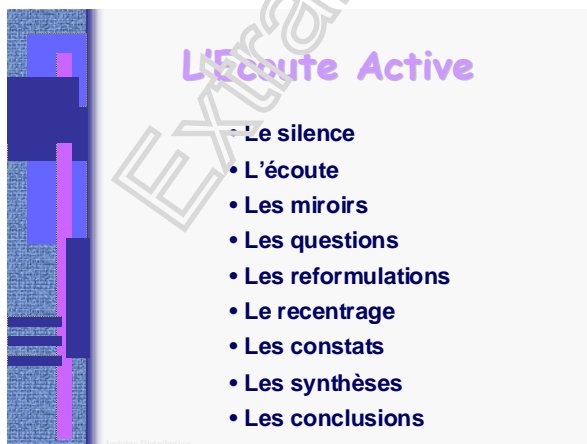 L'Ecoute Active
• Le silence
• L'écoute
• Les miroirs
• Les questions
• Les reformulations
• Le recentrage
• Les constats
• Les synthèses
• Les conclusions